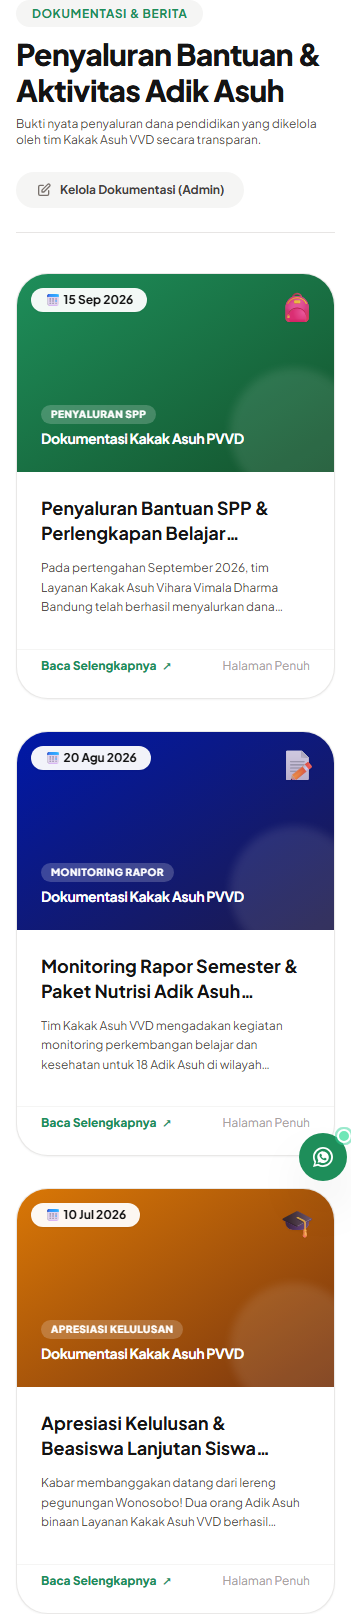 DOKUMENTASI & BERITA
Penyaluran Bantuan &
Aktivitas Adik Asuh
Bukti nyata penyaluran dana pendidikan yang dikelola
oleh tim Kakak Asuh VVD secara transparan.
Kelola Dokumentasi (Admin)
15 Sep 2026
PENYALURAN SPP
Dokumentasi Kakak Asuh PVVD
Penyaluran Bantuan SPP &
Perlengkapan Belajar...
Pada pertengahan September 2026, tim
Layanan Kakak Asuh Vihara Vimala Dharma
Bandung telah berhasil menyalurkan dana...
Baca Selengkapnya ↗ Halaman Penuh
20 Agu 2026
MONITORING RAPOR
Dokumentasi Kakak Asuh PVVD
Monitoring Rapor Semester &
Paket Nutrisi Adik Asuh...
Tim Kakak Asuh VVD mengadakan kegiatan
monitoring perkembangan belajar dan
kesehatan untuk 18 Adik Asuh di wilayah...
Baca Selengkapnya ↗ Halaman Penuh
10 Jul 2026
APRESIASI KELULUSAN
Dokumentasi Kakak Asuh PVVD
Apresiasi Kelulusan &
Beasiswa Lanjutan Siswa...
Kabar membanggakan datang dari lereng
pegunungan Wonosobo! Dua orang Adik Asuh
binaan Layanan Kakak Asuh VVD berhasil...
Baca Selengkapnya ↗ Halaman Penuh